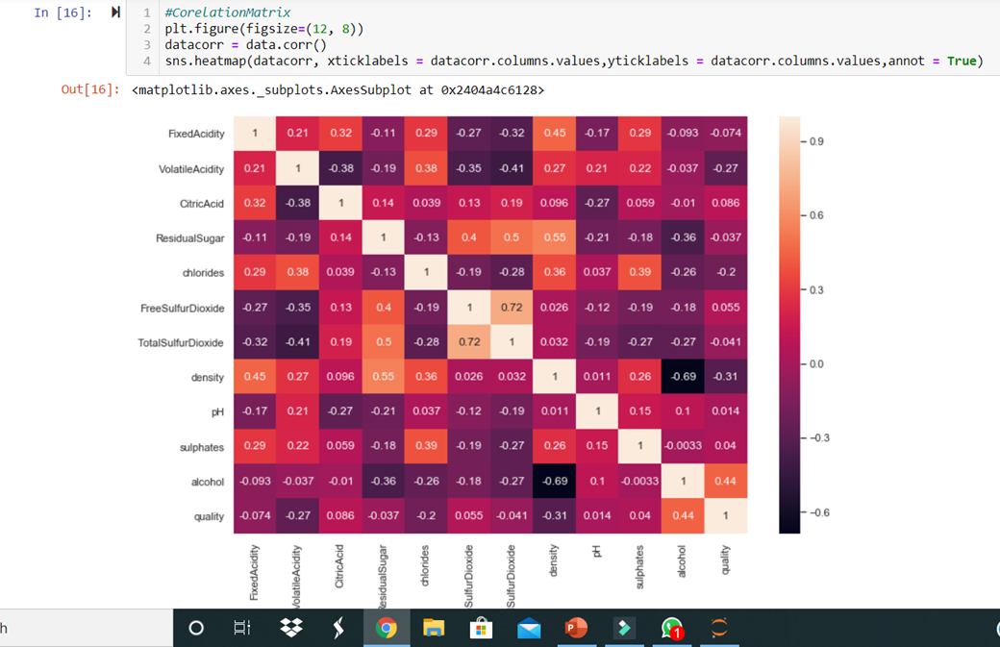 In [16]:
1 #CorelationMatrix
2 plt.figure(figsize=(12, 8))
3 datacorr = data.corr()
4 sns.heatmap(datacorr, xticklabels = datacorr.columns.values,yticklabels = datacorr.columns.values,annot = True)
Out[16]: <matplotlib.axes._subplots.AxesSubplot at 0x2404a4c6128>
FixedAcidity 1 0.21 0.32 -0.11 0.29 -0.27 -0.32 0.45 -0.17 0.29 -0.093 -0.074
VolatileAcidity 0.21 1 -0.38 -0.19 0.38 -0.35 -0.41 0.27 0.21 0.22 -0.037 -0.27
CitricAcid 0.32 -0.38 1 0.14 0.039 0.13 0.19 0.096 -0.27 0.059 -0.01 0.086
ResidualSugar -0.11 -0.19 0.14 1 -0.13 0.4 0.5 0.55 -0.21 -0.18 -0.36 -0.037
chlorides 0.29 0.38 0.039 -0.13 1 -0.19 -0.28 0.36 0.037 0.39 -0.26 -0.2
FreeSulfurDioxide -0.27 -0.35 0.13 0.4 -0.19 1 0.72 0.026 -0.12 -0.19 -0.18 0.055
TotalSulfurDioxide -0.32 -0.41 0.19 0.5 -0.28 0.72 1 0.032 -0.19 -0.27 -0.27 -0.041
density 0.45 0.27 0.096 0.55 0.36 0.026 0.032 1 0.011 0.26 -0.69 -0.31
pH -0.17 0.21 -0.27 -0.21 0.037 -0.12 -0.19 0.011 1 0.15 0.1 0.014
sulphates 0.29 0.22 0.059 -0.18 0.39 -0.19 -0.27 0.26 0.15 1 -0.0033 0.04
alcohol -0.093 -0.037 -0.01 -0.36 -0.26 -0.18 -0.27 -0.69 0.1 -0.0033 1 0.44
quality -0.074 -0.27 0.086 -0.037 -0.2 0.055 -0.041 -0.31 0.014 0.04 0.44 1
0.9
0.6
0.3
0.0
-0.3
-0.6
FixedAcidity
VolatileAcidity
CitricAcid
esidualSugar
chlorides
SulfurDioxide
SulfurDioxide
density
pH
sulphates
alcohol
quality
h
P
1